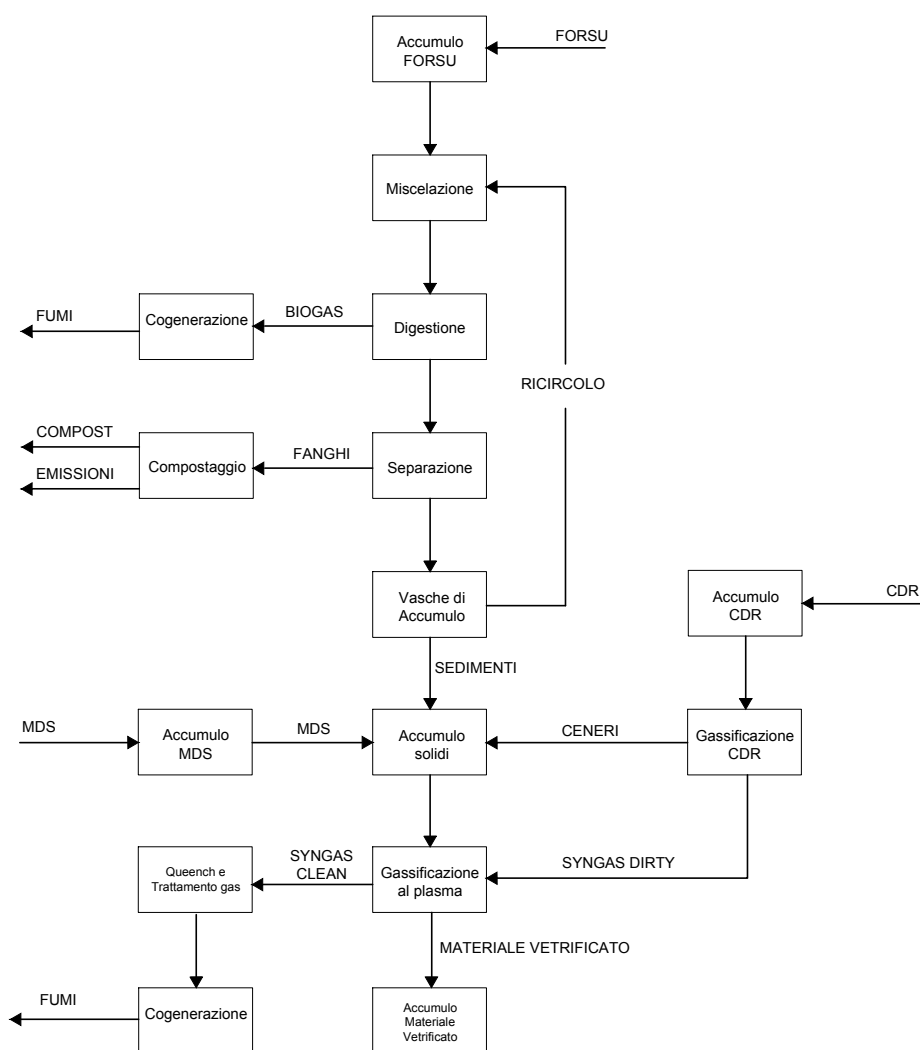 Accumulo
FORSU
FORSU
Miscelazione
Cogenerazione
FUMI
BIOGAS
Digestione
RICIRCOLO
COMPOST
EMISSIONI
Compostaggio
FANGHI
Separazione
Vasche di
Accumulo
Accumulo
CDR
CDR
SEDIMENTI
MDS
Accumulo
MDS
MDS
Accumulo
solidi
CENERI
Gassificazione
CDR
Queench e
Trattamento gas
SYNGAS
CLEAN
Gassificazione
al plasma
SYNGAS DIRTY
MATERIALE VETRIFICATO
FUMI
Cogenerazione
Accumulo
Materiale
Vetrificato